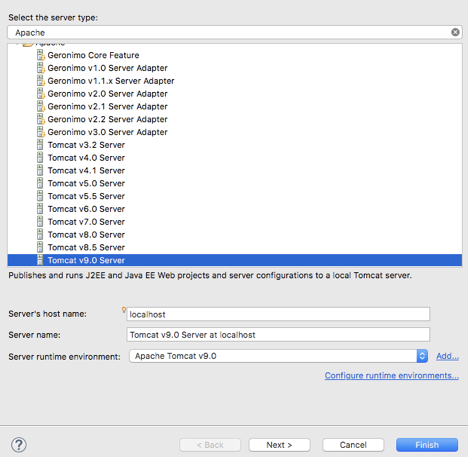 Select the server type:
Apache
Apache
Geronimo Core Feature
Geronimo v1.0 Server Adapter
Geronimo v1.1.x Server Adapter
Geronimo v2.0 Server Adapter
Geronimo v2.1 Server Adapter
Geronimo v2.2 Server Adapter
Geronimo v3.0 Server Adapter
Tomcat v3.2 Server
Tomcat v4.0 Server
Tomcat v4.1 Server
Tomcat v5.0 Server
Tomcat v5.5 Server
Tomcat v6.0 Server
Tomcat v7.0 Server
Tomcat v8.0 Server
Tomcat v8.5 Server
Tomcat v9.0 Server
Publishes and runs J2EE and Java EE Web projects and server configurations to a local Tomcat server.
Server's host name: localhost
Server name: Tomcat v9.0 Server at localhost
Server runtime environment: Apache Tomcat v9.0 Add...
Configure runtime environments...
? < Back Next > Cancel Finish